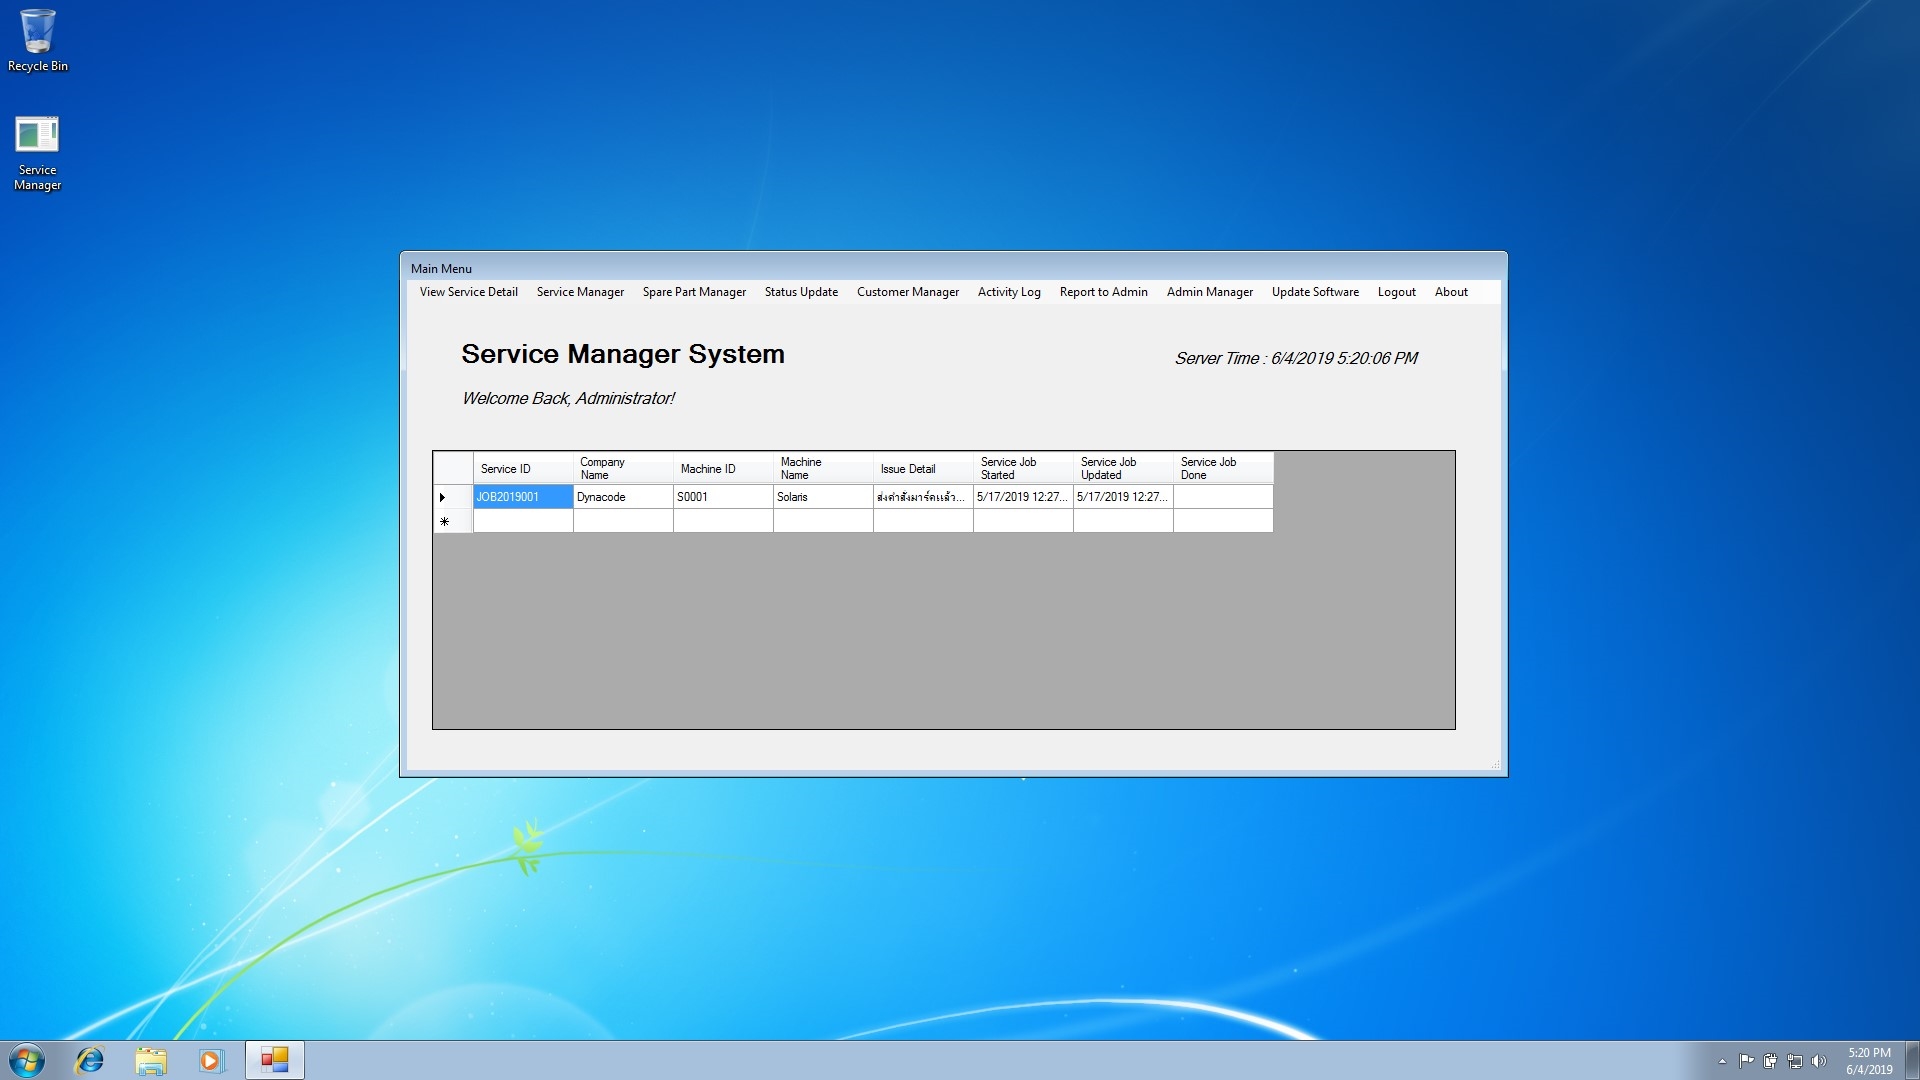 Recycle Bin
Service
Manager
Main Menu
View Service Detail Service Manager Spare Part Manager Status Update Customer Manager Activity Log Report to Admin Admin Manager Update Software Logout About
Service Manager System
Server Time : 6/4/2019 5:20:06 PM
Welcome Back, Administrator!
Service ID Company Name Machine ID Machine Name Issue Detail Service Job Started Service Job Updated Service Job Done
JOB2019001 Dynacode S0001 Solaris ส่งคำสั่งมาร์คแล้ว... 5/17/2019 12:27... 5/17/2019 12:27...
5:20 PM
6/4/2019